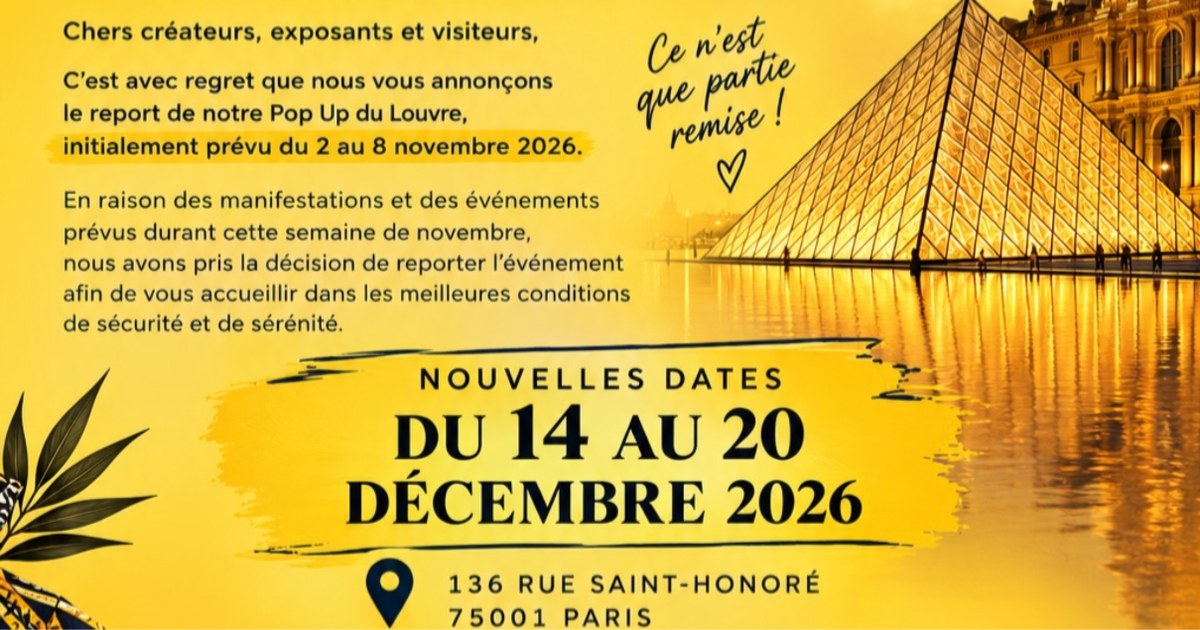 Chers créateurs, exposants et visiteurs,
C’est avec regret que nous vous annonçons
le report de notre Pop Up du Louvre,
initialement prévu du 2 au 8 novembre 2026.
Ce n’est
que partie
remise !
En raison des manifestations et des événements
prévus durant cette semaine de novembre,
nous avons pris la décision de reporter l’événement
afin de vous accueillir dans les meilleures conditions
de sécurité et de sérénité.
NOUVELLES DATES
DU 14 AU 20
DÉCEMBRE 2026
136 RUE SAINT-HONORÉ
75001 PARIS